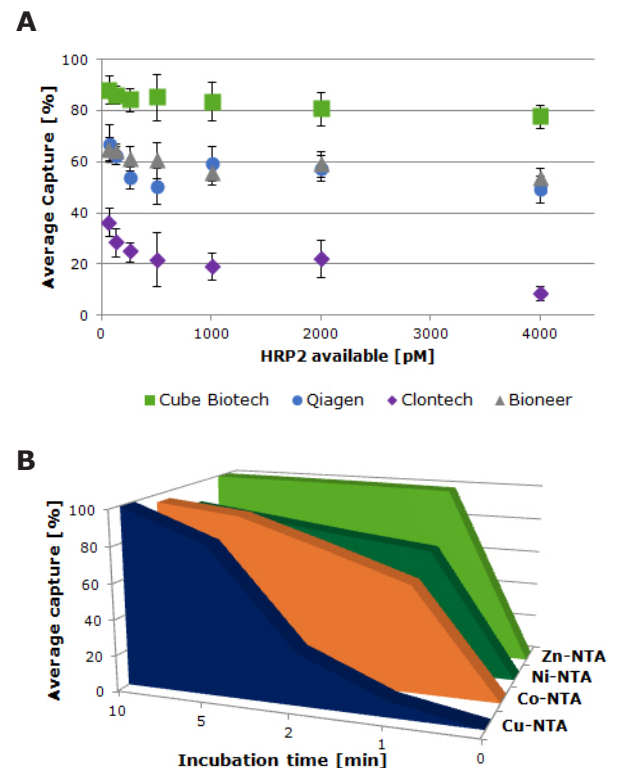 A
Average Capture [%]
100
80
60
40
20
0
0 1000 2000 3000 4000
HRP2 available [pM]
Cube Biotech Qiagen Clontech Bioneer
B
Average capture [%]
100
80
60
40
20
0
10 5 2 1 0
Incubation time [min]
Zn-NTA
Ni-NTA
Co-NTA
Cu-NTA